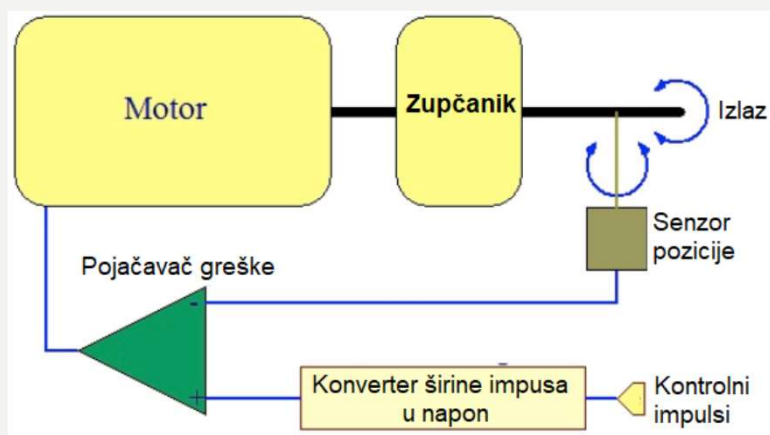 Motor
Zupčanik
Izlaz
Senzor
pozicije
Pojačavač greške
-
+
Konverter širine impusa
u napon
Kontrolni
impulsi